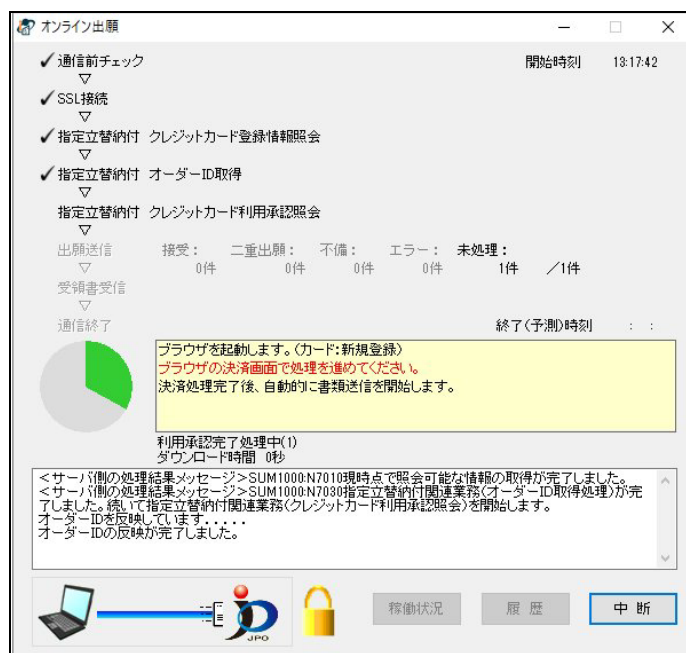 オンライン出願
✓通信前チェック 開始時刻 13:17:42
▽
✓SSL接続
▽
✓指定立替納付 クレジットカード登録情報照会
▽
✓指定立替納付 オーダーID取得
▽
指定立替納付 クレジットカード利用承認照会
▽
出願送信 接受: 二重出願: 不備: エラー: 未処理:
▽ 0件 0件 0件 0件 1件 /1件
受領書受信
▽
通信終了 終了(予測)時刻 : :
ブラウザを起動します。(カード:新規登録)
ブラウザの決済画面で処理を進めてください。
決済処理完了後、自動的に書類送信を開始します。
利用承認完了処理中(1)
ダウンロード時間 0秒
<サーバ側の処理結果メッセージ>SUM1000:N7010現時点で照会可能な情報の取得が完了しました。
<サーバ側の処理結果メッセージ>SUM1000:N7030指定立替納付関連業務(オーダーID取得処理)が完
了しました。続いて指定立替納付関連業務(クレジットカード利用承認照会)を開始します。
オーダーIDを反映しています.....
オーダーIDの反映が完了しました。
JPO
稼働状況 履 歴 中 断